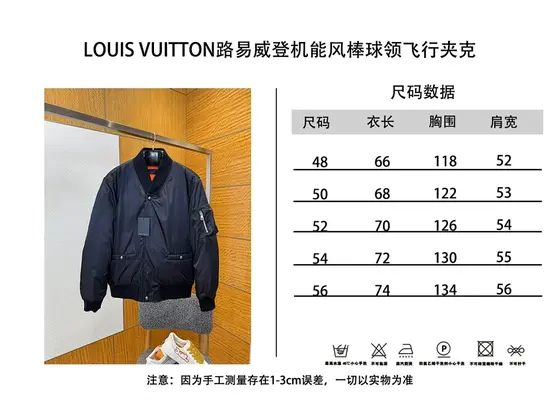 LOUIS VUITTON路易威登机能风棒球领飞行夹克
尺码数据
尺码 衣长 胸围 肩宽
48 66 118 52
50 68 122 53
52 70 126 54
54 72 130 55
56 74 134 56
注意：因为手工测量存在1-3cm误差，一切以实物为准